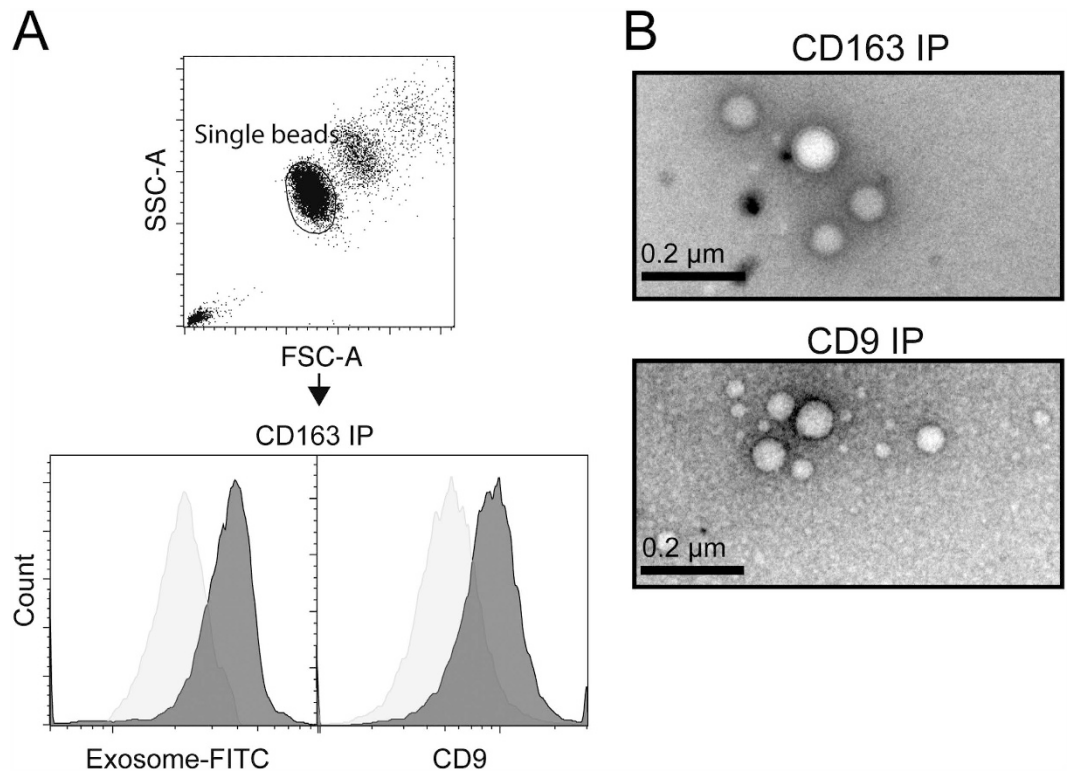 A
Single beads
SSC-A
FSC-A
CD163 IP
Count
Exosome-FITC
CD9
B
CD163 IP
0.2 µm
CD9 IP
0.2 µm